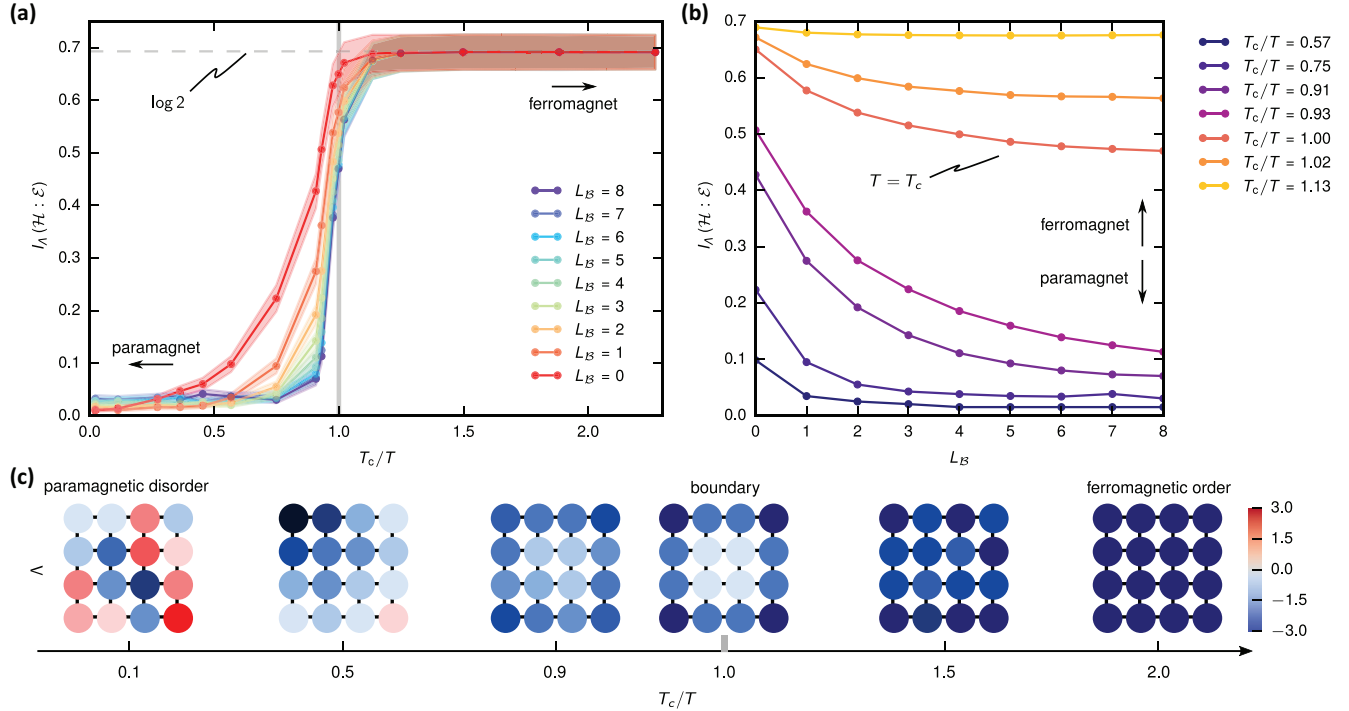 (a)
0.7
0.6
0.5
0.4
0.3
0.2
0.1
0.0
I_Λ(ℋ : ℰ)
log 2
ferromagnet
paramagnet
L_ℬ = 8
L_ℬ = 7
L_ℬ = 6
L_ℬ = 5
L_ℬ = 4
L_ℬ = 3
L_ℬ = 2
L_ℬ = 1
L_ℬ = 0
0.0 0.5 1.0 1.5 2.0
T_c/T
(b)
0.7
0.6
0.5
0.4
0.3
0.2
0.1
0.0
I_Λ(ℋ : ℰ)
T = T_c
ferromagnet
paramagnet
0 1 2 3 4 5 6 7 8
L_ℬ
T_c/T = 0.57
T_c/T = 0.75
T_c/T = 0.91
T_c/T = 0.93
T_c/T = 1.00
T_c/T = 1.02
T_c/T = 1.13
(c)
paramagnetic disorder
boundary
ferromagnetic order
Λ
3.0
1.5
0.0
−1.5
−3.0
0.1 0.5 0.9 1.0 1.5 2.0
T_c/T